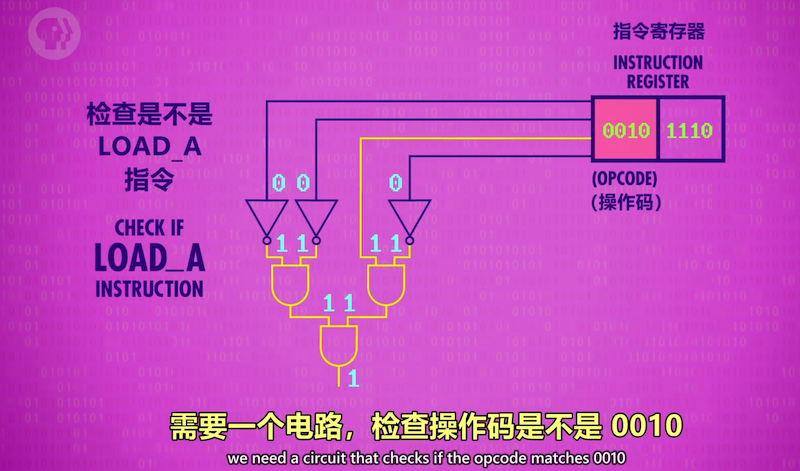 PBS
指令寄存器
INSTRUCTION
REGISTER
0010 1110
(OPCODE)
(操作码)
检查是不是
LOAD_A
指令
CHECK IF
LOAD_A
INSTRUCTION
0 0 0
1 1 1 1
1 1
1
需要一个电路，检查操作码是不是 0010
we need a circuit that checks if the opcode matches 0010